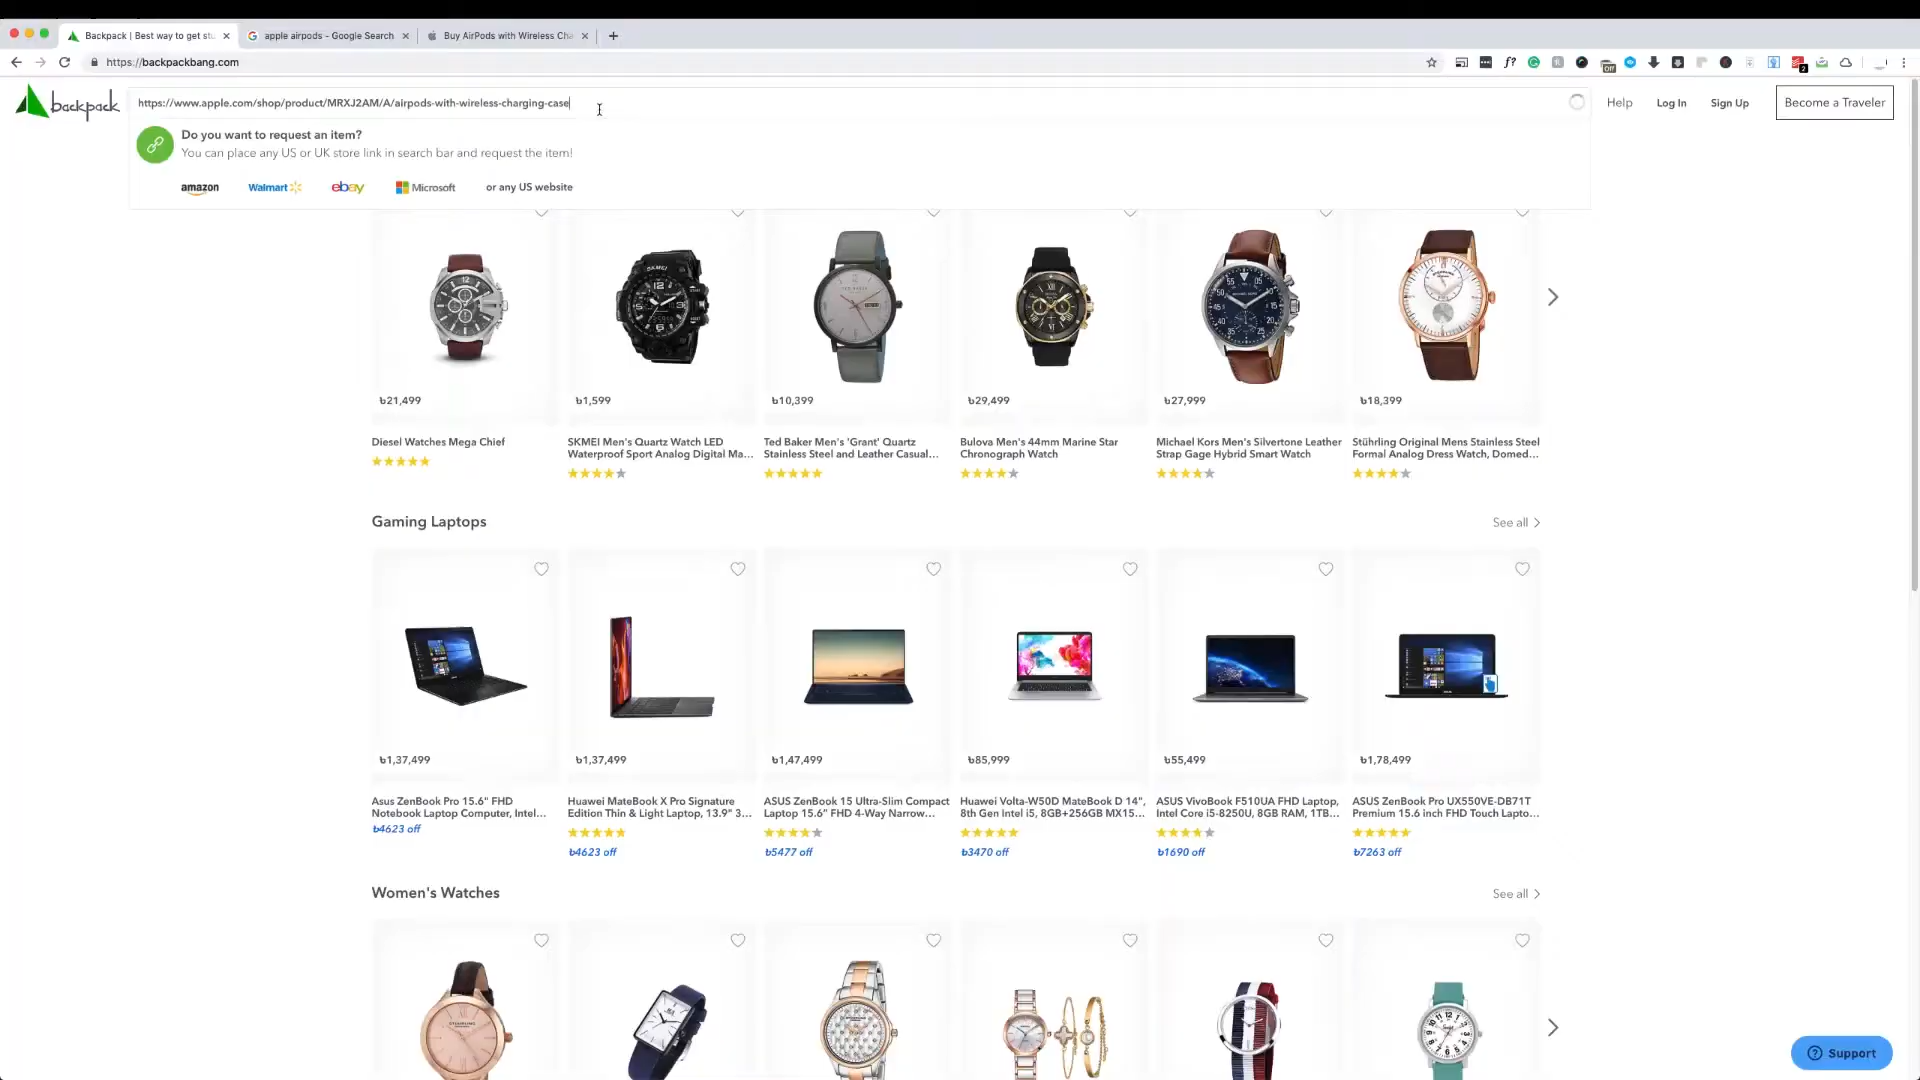 Backpack | Best way to get stu
apple airpods - Google Search
Buy AirPods with Wireless Cha
https://backpackbang.com
backpack
https://www.apple.com/shop/product/MRXJ2AM/A/airpods-with-wireless-charging-case
Help
Log In
Sign Up
Become a Traveler
Do you want to request an item?
You can place any US or UK store link in search bar and request the item!
amazon
Walmart
ebay
Microsoft
or any US website
৳21,499
৳1,599
৳10,399
৳29,499
৳27,999
৳18,399
Diesel Watches Mega Chief
SKMEI Men's Quartz Watch LED
Waterproof Sport Analog Digital Ma...
Ted Baker Men's 'Grant' Quartz
Stainless Steel and Leather Casual...
Bulova Men's 44mm Marine Star
Chronograph Watch
Michael Kors Men's Silvertone Leather
Strap Gage Hybrid Smart Watch
Stührling Original Mens Stainless Steel
Formal Analog Dress Watch, Domed...
Gaming Laptops
See all
৳1,37,499
৳1,37,499
৳1,47,499
৳85,999
৳55,499
৳1,78,499
Asus ZenBook Pro 15.6" FHD
Notebook Laptop Computer, Intel...
৳4623 off
Huawei MateBook X Pro Signature
Edition Thin & Light Laptop, 13.9" 3...
৳4623 off
ASUS ZenBook 15 Ultra-Slim Compact
Laptop 15.6" FHD 4-Way Narrow...
৳5477 off
Huawei Volta-W50D MateBook D 14",
8th Gen Intel i5, 8GB+256GB MX15...
৳3470 off
ASUS VivoBook F510UA FHD Laptop,
Intel Core i5-8250U, 8GB RAM, 1TB...
৳1690 off
ASUS ZenBook Pro UX550VE-DB71T
Premium 15.6 inch FHD Touch Lapto...
৳7263 off
Women's Watches
See all
Support